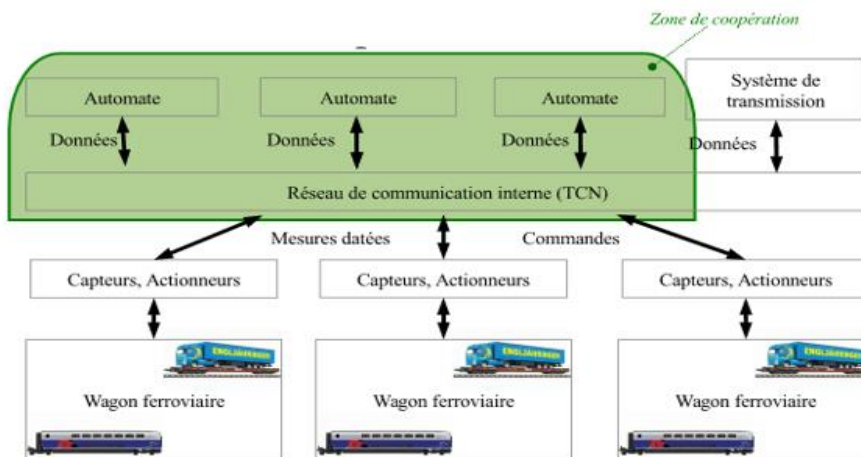 Zone de coopération
Automate
Automate
Automate
Système de
transmission
Données
Données
Données
Données
Réseau de communication interne (TCN)
Mesures datées
Commandes
Capteurs, Actionneurs
Capteurs, Actionneurs
Capteurs, Actionneurs
Wagon ferroviaire
Wagon ferroviaire
Wagon ferroviaire